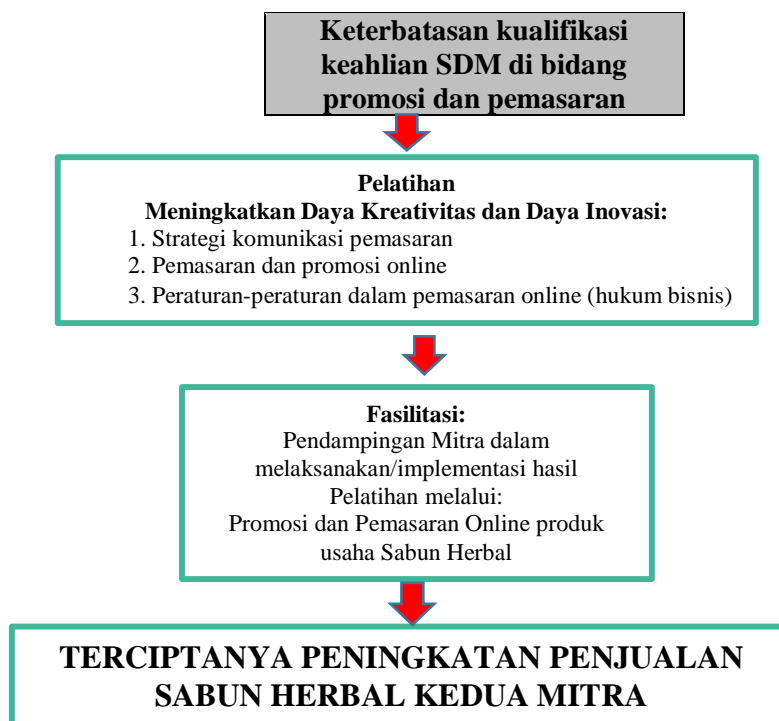 Keterbatasan kualifikasi
keahlian SDM di bidang
promosi dan pemasaran
Pelatihan
Meningkatkan Daya Kreativitas dan Daya Inovasi:
1. Strategi komunikasi pemasaran
2. Pemasaran dan promosi online
3. Peraturan-peraturan dalam pemasaran online (hukum bisnis)
Fasilitasi:
Pendampingan Mitra dalam
melaksanakan/implementasi hasil
Pelatihan melalui:
Promosi dan Pemasaran Online produk
usaha Sabun Herbal
TERCIPTANYA PENINGKATAN PENJUALAN
SABUN HERBAL KEDUA MITRA